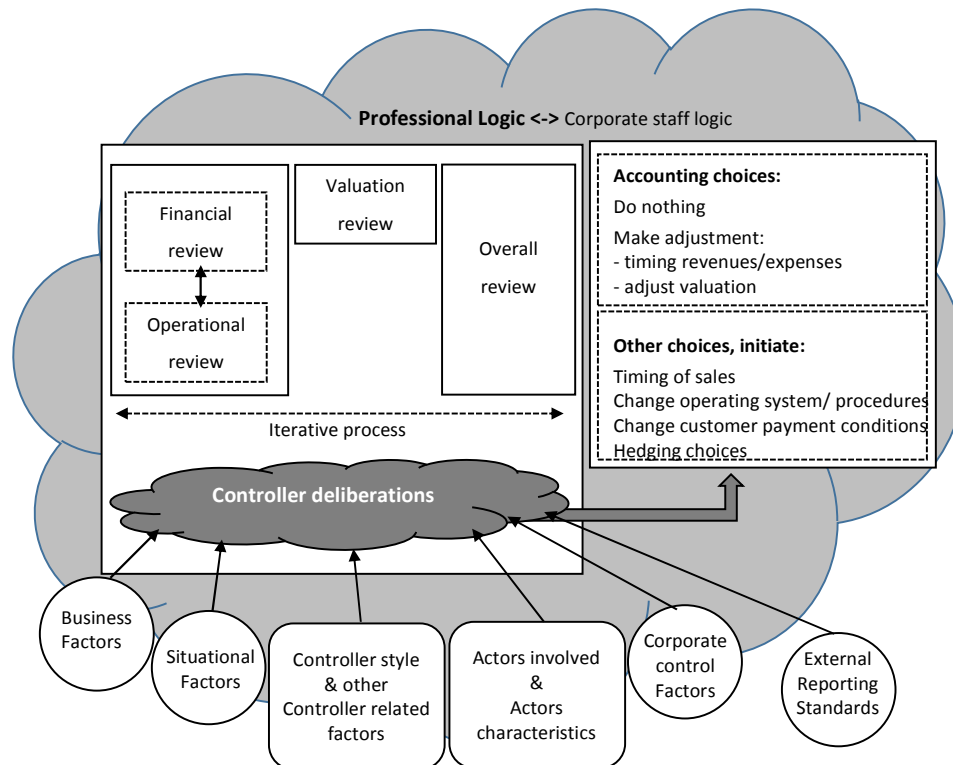 Professional Logic <-> Corporate staff logic
Financial
review
Operational
review
Valuation
review
Overall
review
Iterative process
Controller deliberations
Accounting choices:
Do nothing
Make adjustment:
- timing revenues/expenses
- adjust valuation
Other choices, initiate:
Timing of sales
Change operating system/ procedures
Change customer payment conditions
Hedging choices
Business
Factors
Situational
Factors
Controller style
& other
Controller related
factors
Actors involved
&
Actors
characteristics
Corporate
control
Factors
External
Reporting
Standards